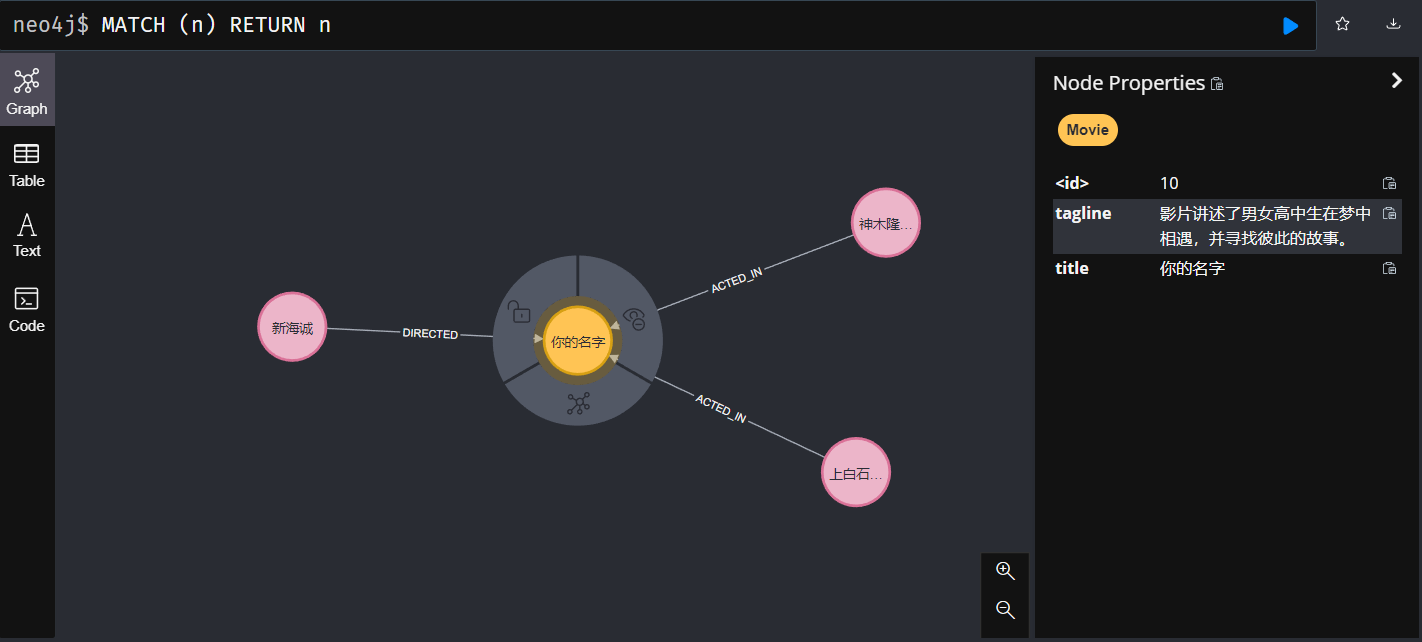 neo4j$ MATCH (n) RETURN n
Graph
Table
Text
Code
新海诚
DIRECTED
你的名字
ACTED_IN
神木隆...
ACTED_IN
上白石...
Node Properties
Movie
<id> 10
tagline 影片讲述了男女高中生在梦中
相遇，并寻找彼此的故事。
title 你的名字